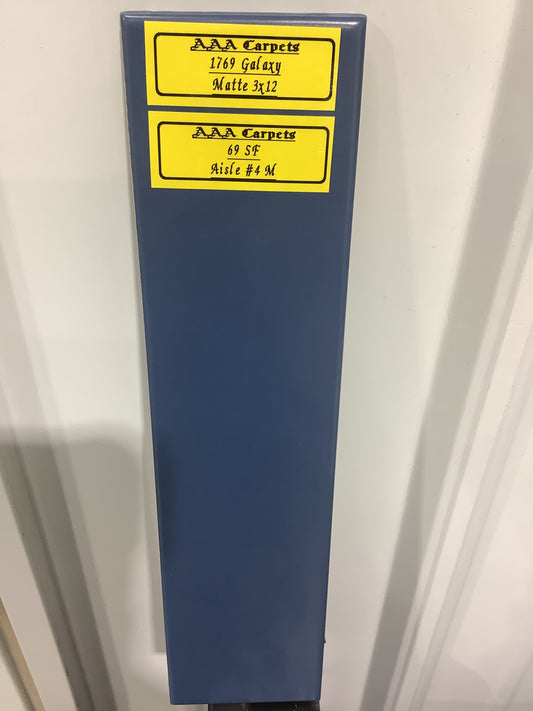 AAA Carpets
1769 Galaxy
Matte 3x12
AAA Carpets
69 SF
Aisle #4 M